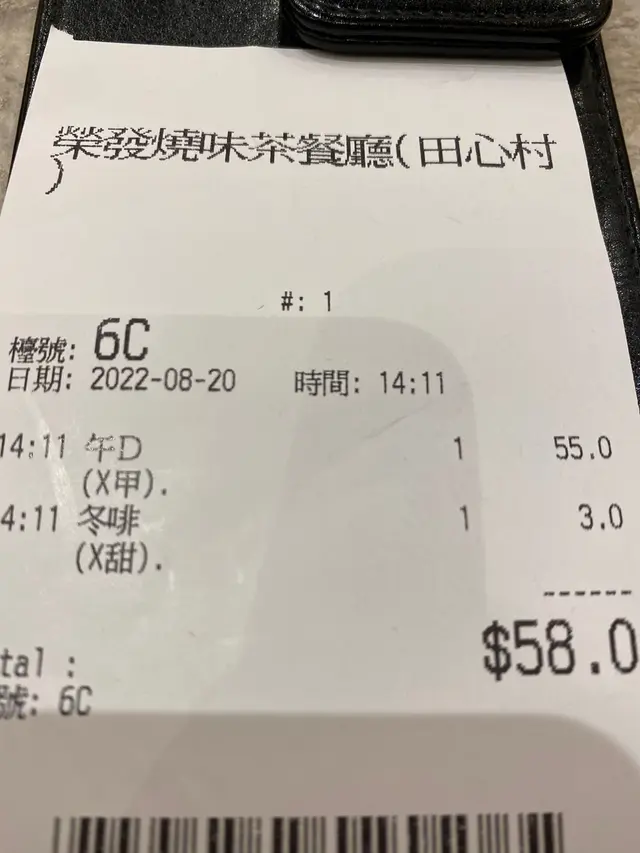 榮發燒味茶餐廳(田心村
)
#: 1
檯號: 6C
日期: 2022-08-20 時間: 14:11
14:11 午D 1 55.0
(X甲).
4:11 冬啡 1 3.0
(X甜).
------
$58.0
tal :
號: 6C